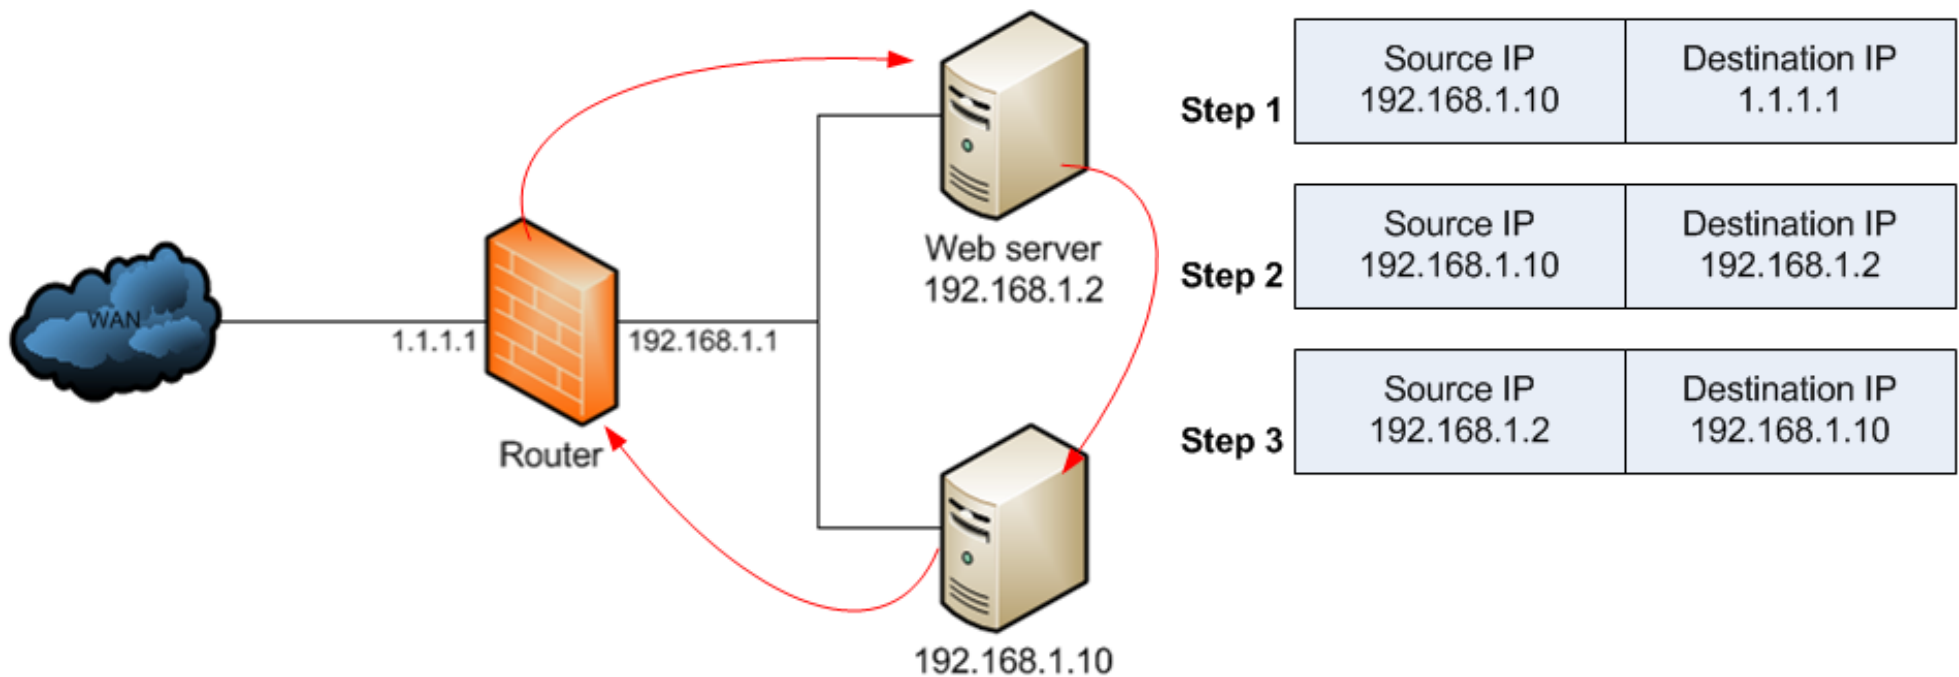 WAN
1.1.1.1
Router
192.168.1.1
Web server
192.168.1.2
192.168.1.10
Step 1
Source IP
192.168.1.10
Destination IP
1.1.1.1
Step 2
Source IP
192.168.1.10
Destination IP
192.168.1.2
Step 3
Source IP
192.168.1.2
Destination IP
192.168.1.10